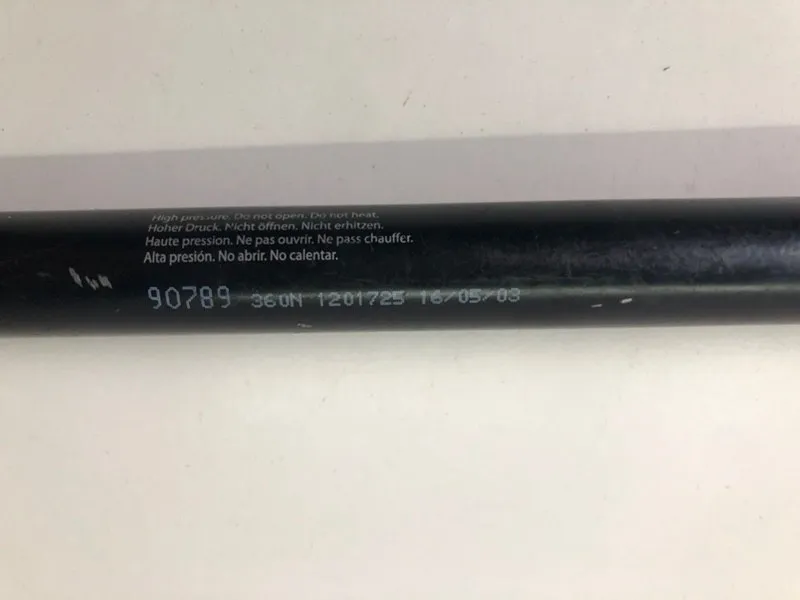 High pressure. Do not open. Do not heat.
Hoher Druck. Nicht öffnen. Nicht erhitzen.
Haute pression. Ne pas ouvrir. Ne pass chauffer.
Alta presión. No abrir. No calentar.
90789 360N 1201725 16/05/03